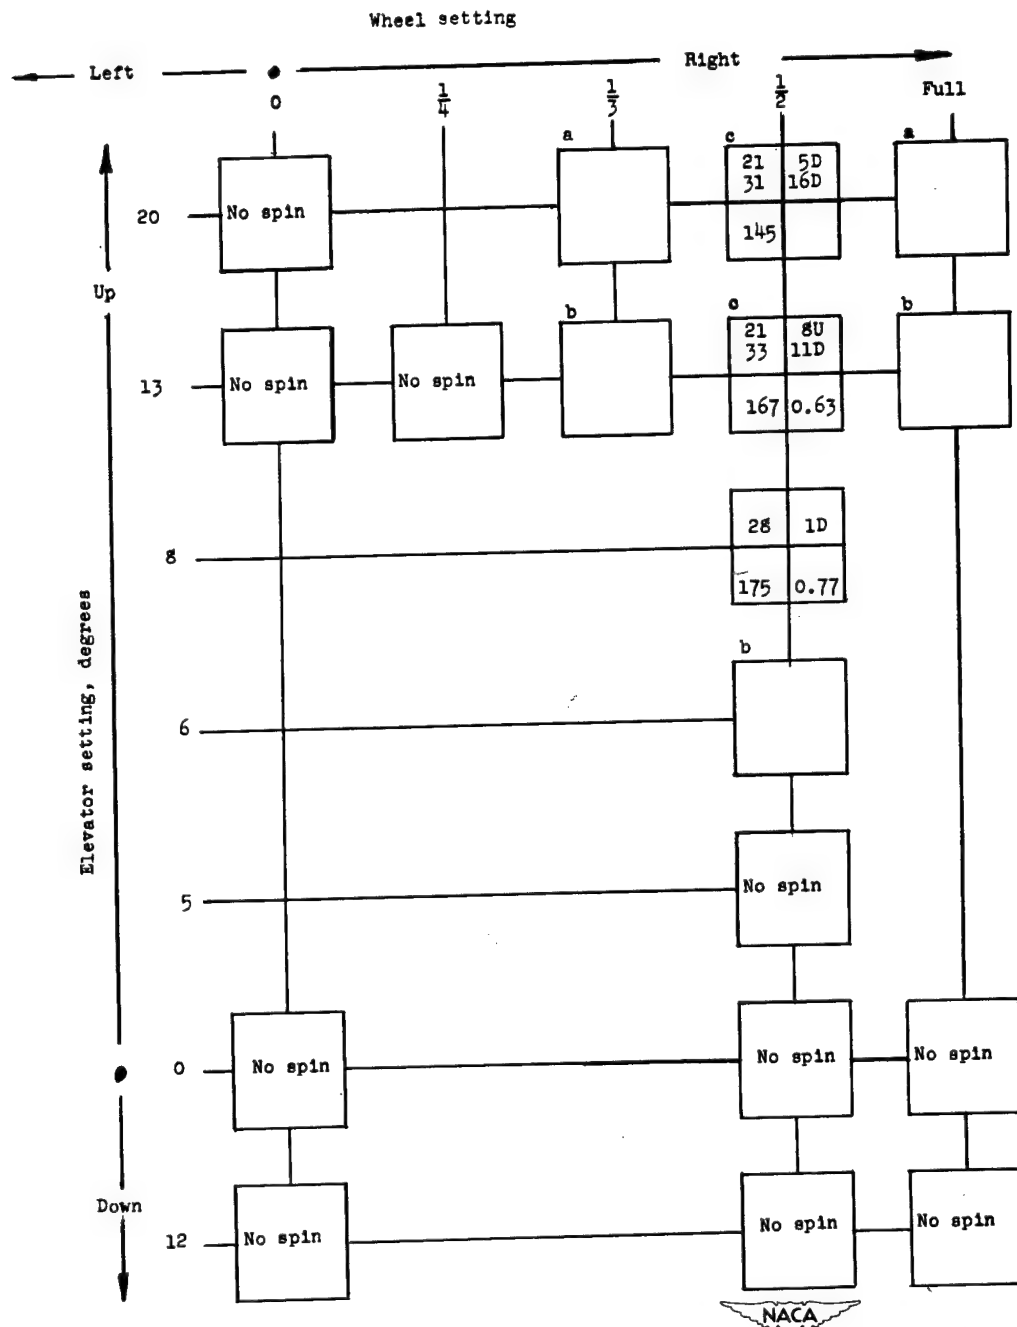 Wheel setting
Left
Right
0
1/4
1/3
1/2
Full
a
c
a
20
No spin
21 5D
31 16D
145
Up
b
c
b
13
No spin
No spin
21 8U
33 11D
167 0.63
8
28 1D
175 0.77
b
6
Elevator setting, degrees
5
No spin
0
No spin
No spin
No spin
Down
12
No spin
No spin
No spin
NACA